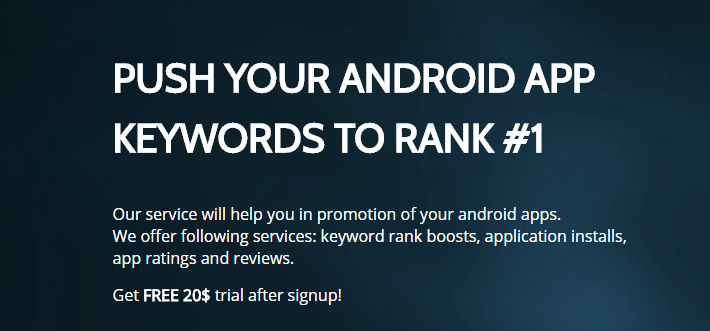 PUSH YOUR ANDROID APP
KEYWORDS TO RANK #1
Our service will help you in promotion of your android apps.
We offer following services: keyword rank boosts, application installs,
app ratings and reviews.
Get FREE 20$ trial after signup!